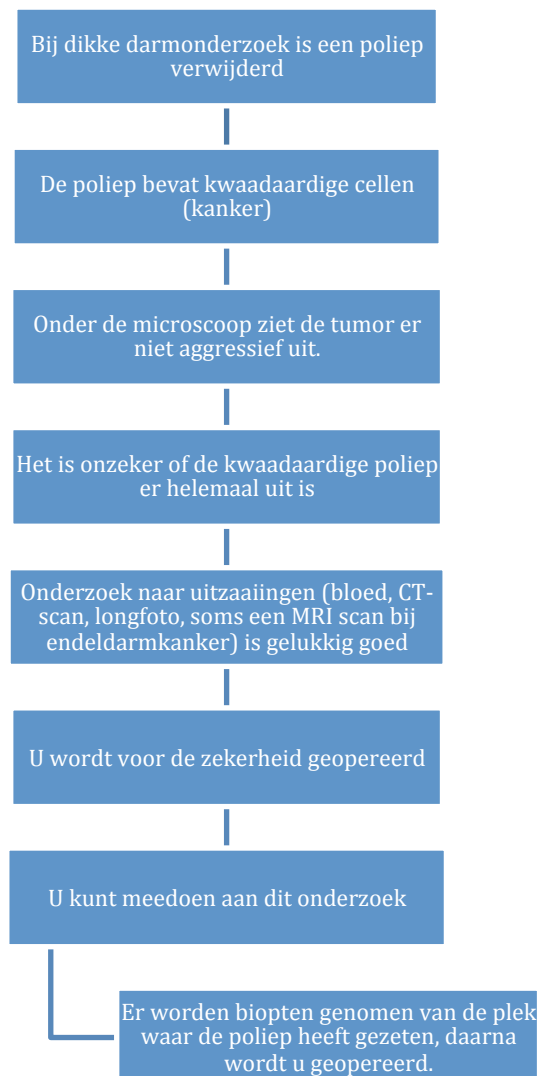 Bij dikke darmonderzoek is een poliep
verwijderd
De poliep bevat kwaadaardige cellen
(kanker)
Onder de microscoop ziet de tumor er
niet aggressief uit.
Het is onzeker of de kwaadaardige poliep
er helemaal uit is
Onderzoek naar uitzaaiingen (bloed, CT-
scan, longfoto, soms een MRI scan bij
endeldarmkanker) is gelukkig goed
U wordt voor de zekerheid geopereerd
U kunt meedoen aan dit onderzoek
Er worden biopten genomen van de plek
waar de poliep heeft gezeten, daarna
wordt u geopereerd.